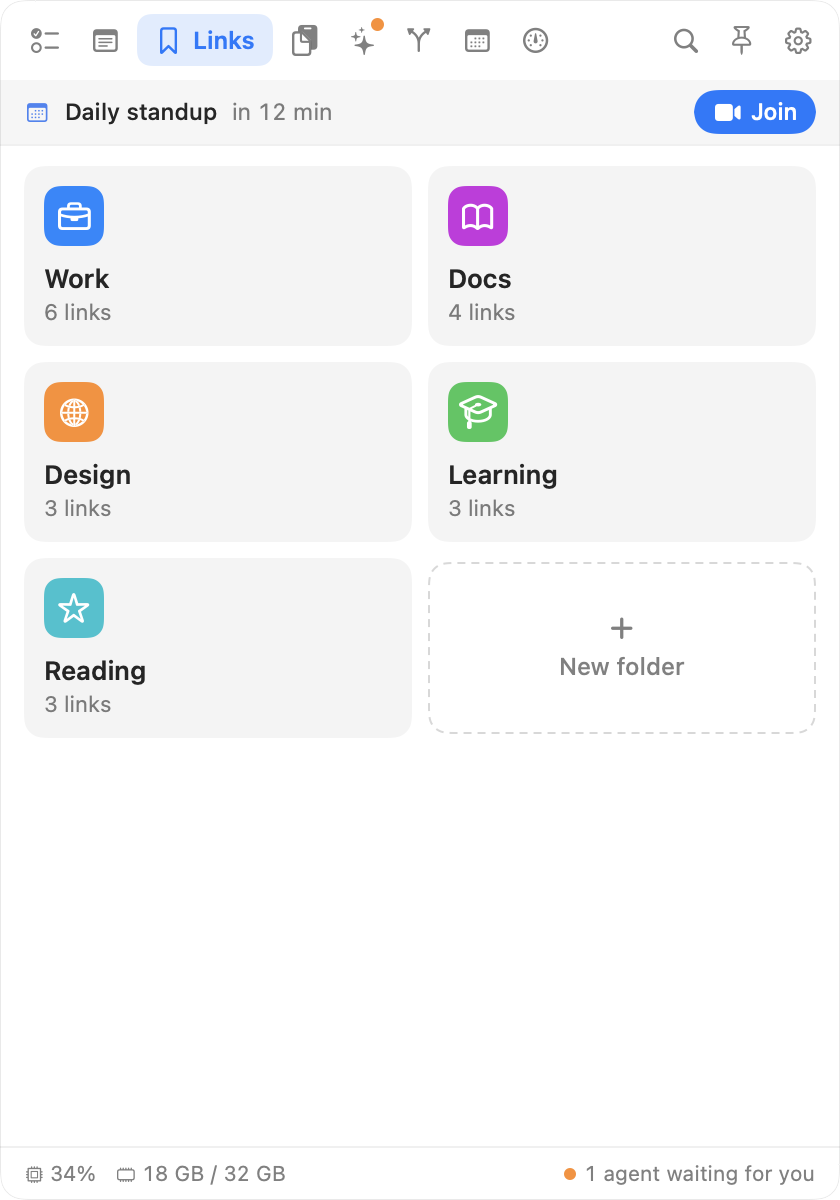 Links
Daily standup in 12 min
Join
Work
6 links
Docs
4 links
Design
3 links
Learning
3 links
Reading
3 links
New folder
34% 18 GB / 32 GB
1 agent waiting for you